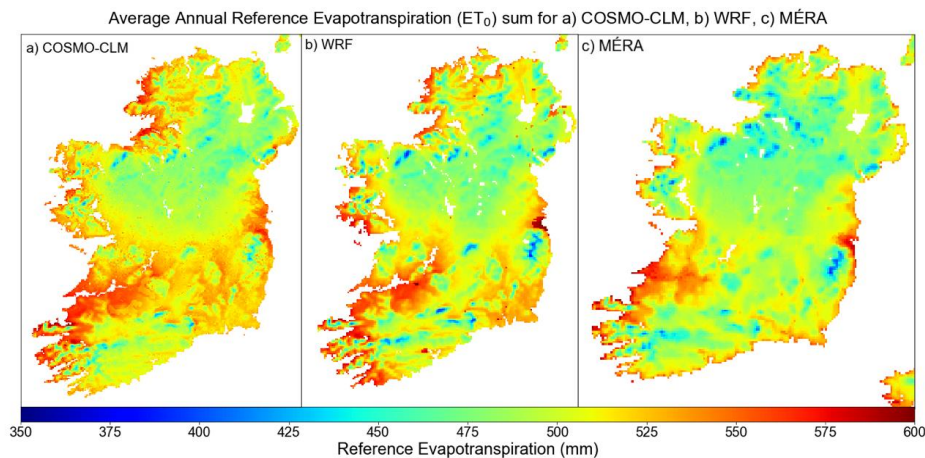 Average Annual Reference Evapotranspiration (ET₀) sum for a) COSMO-CLM, b) WRF, c) MÉRA
a) COSMO-CLM
b) WRF
c) MÉRA
350 375 400 425 450 475 500 525 550 575 600
Reference Evapotranspiration (mm)